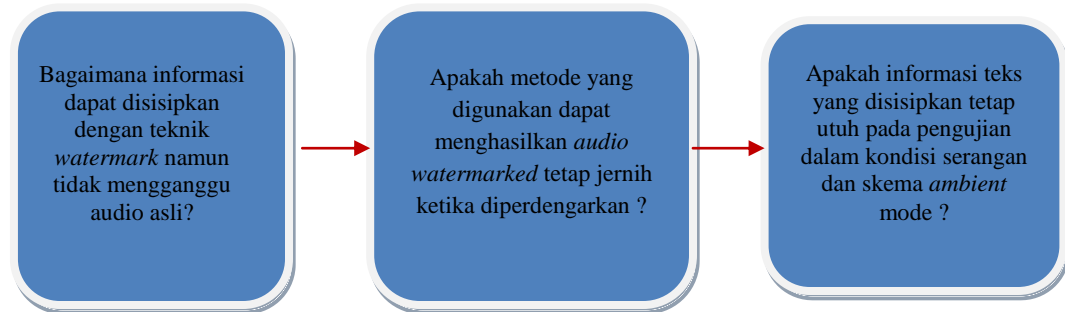 Bagaimana informasi
dapat disisipkan
dengan teknik
watermark namun
tidak mengganggu
audio asli?
Apakah metode yang
digunakan dapat
menghasilkan audio
watermarked tetap jernih
ketika diperdengarkan ?
Apakah informasi teks
yang disisipkan tetap
utuh pada pengujian
dalam kondisi serangan
dan skema ambient
mode ?